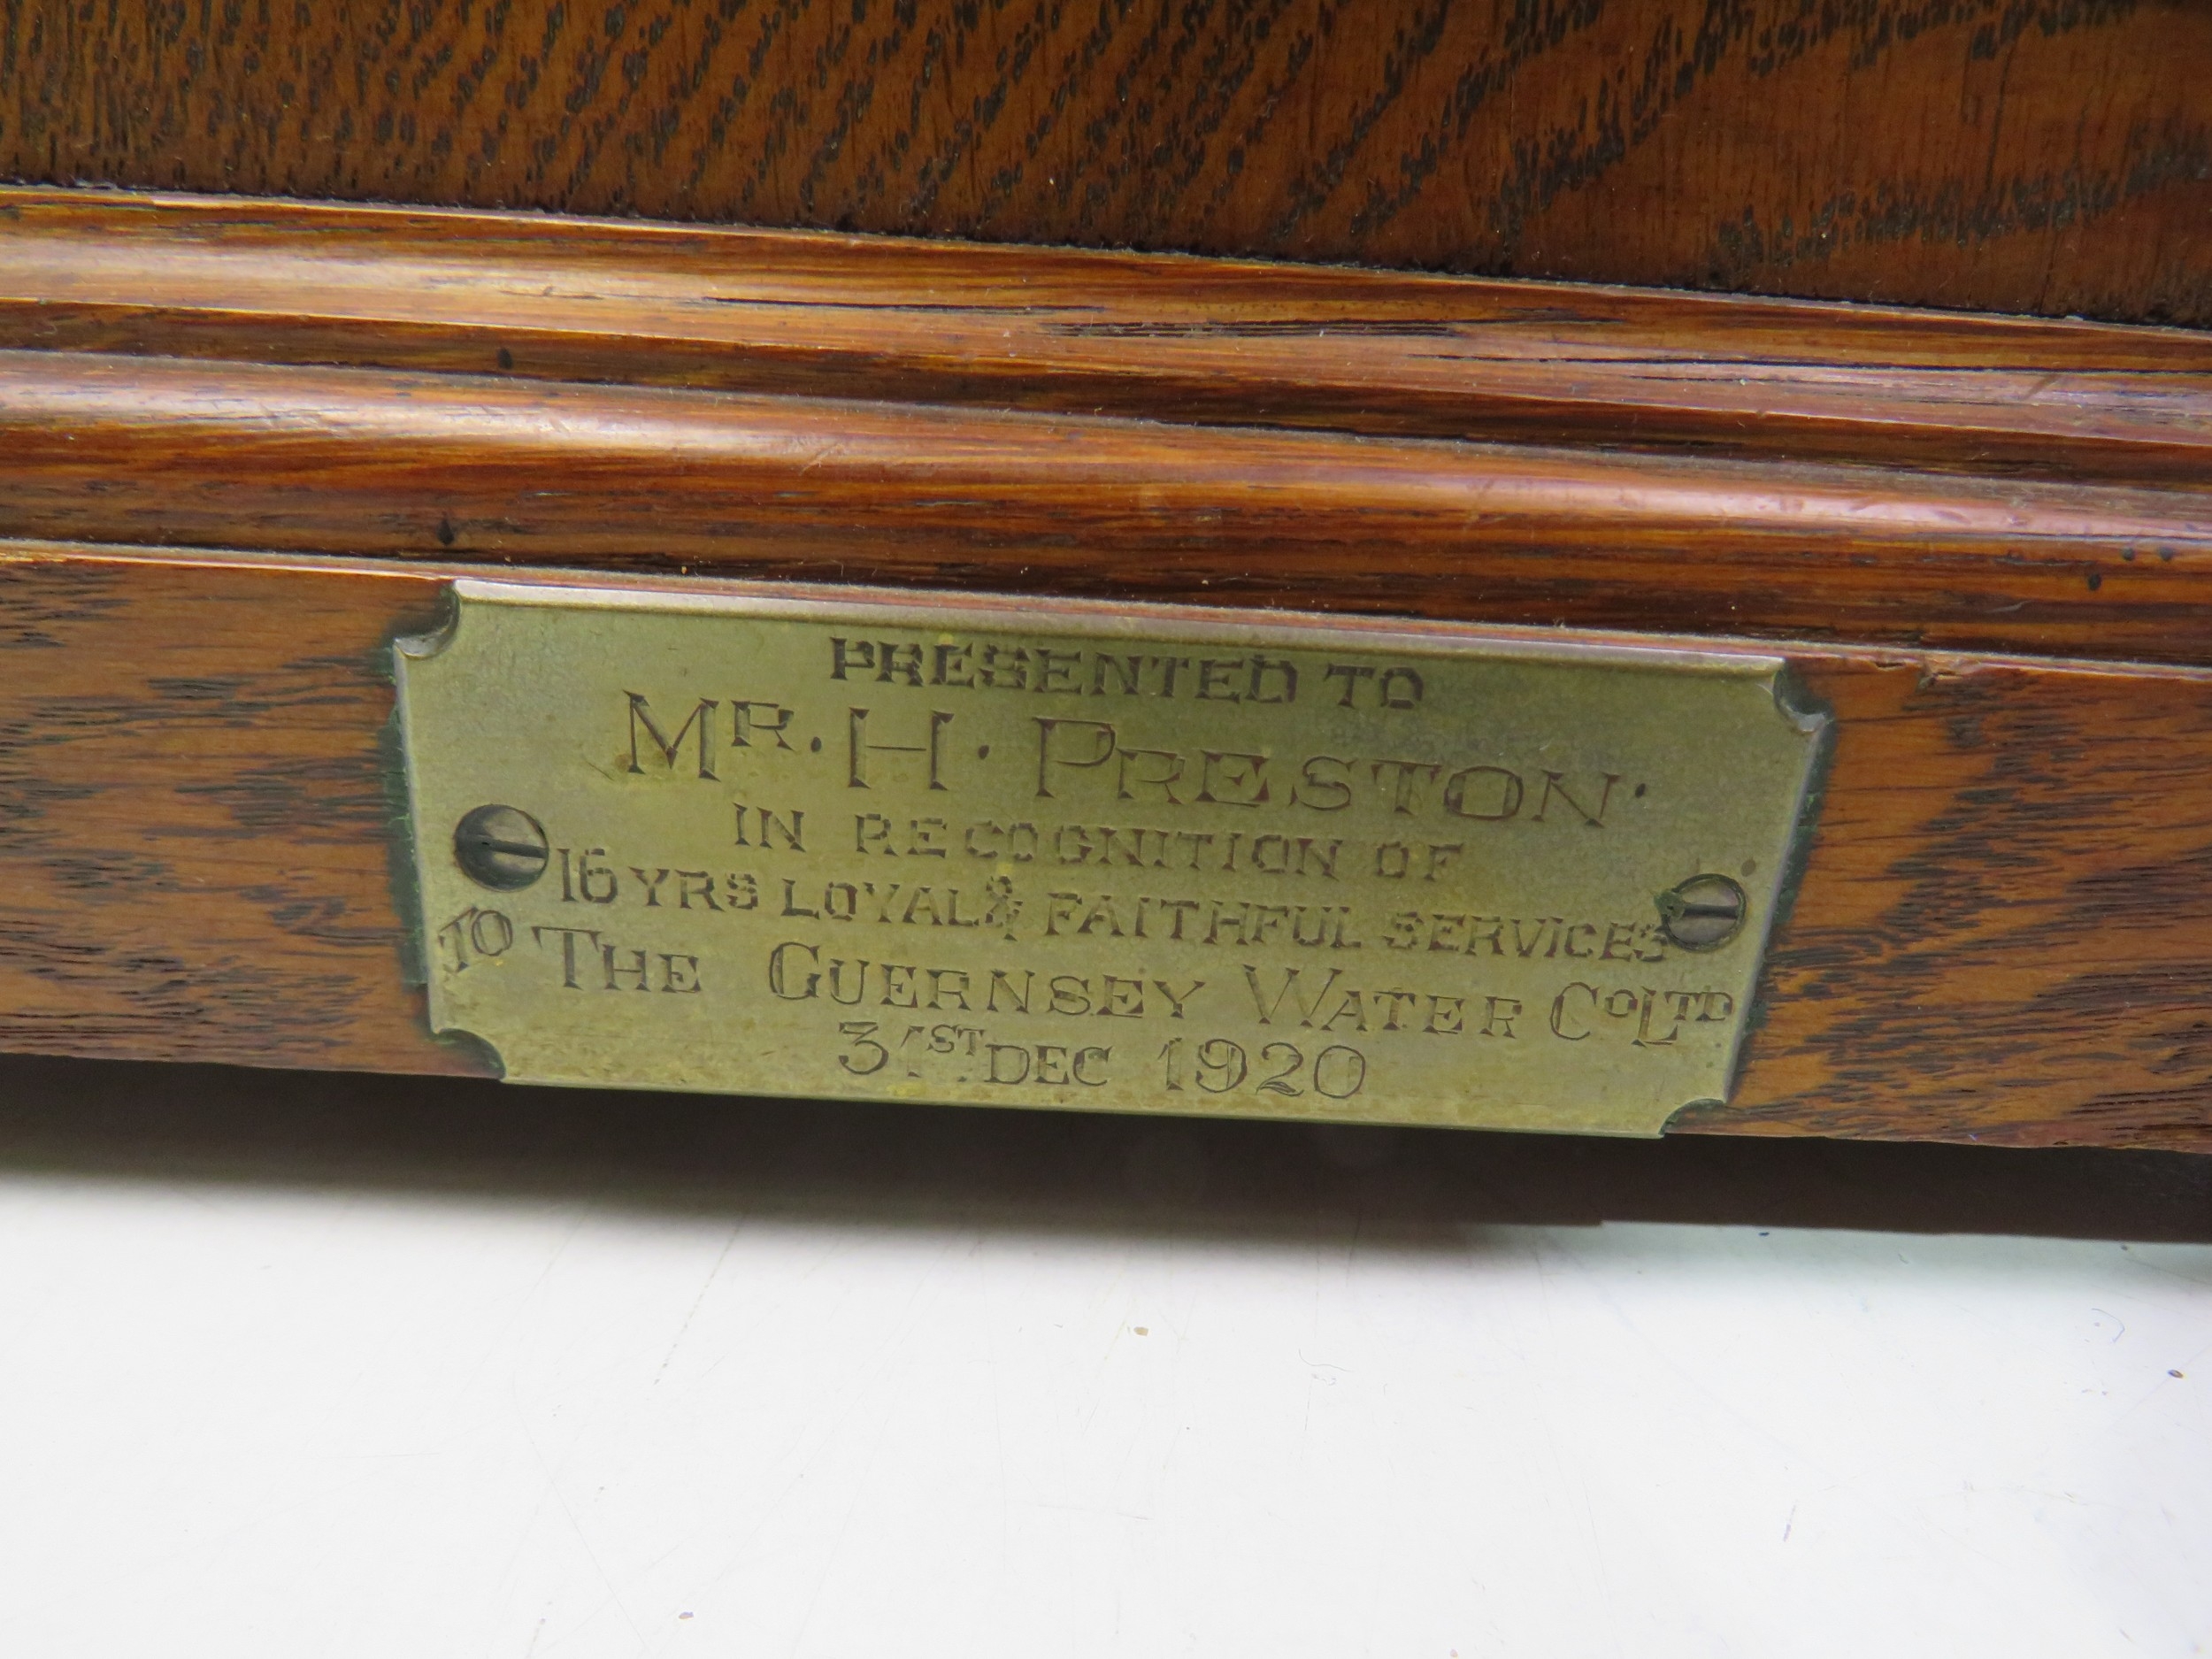 PRESENTED TO
MR. H. PRESTON.
IN RECOGNITION OF
16 YRS LOYAL & FAITHFUL SERVICES
TO THE GUERNSEY WATER CO LTD
31ST DEC 1920